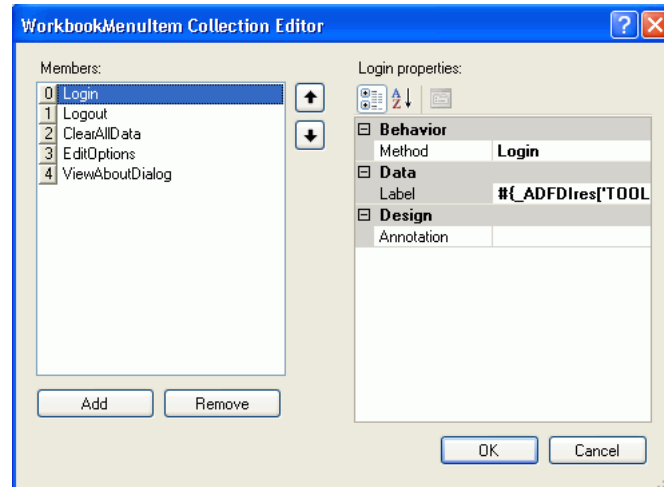 WorkbookMenuItem Collection Editor
Members:
0 Login
1 Logout
2 ClearAllData
3 EditOptions
4 ViewAboutDialog
Add Remove
Login properties:
Behavior
Method Login
Data
Label #{_ADFDIres['TOOL
Design
Annotation
OK Cancel